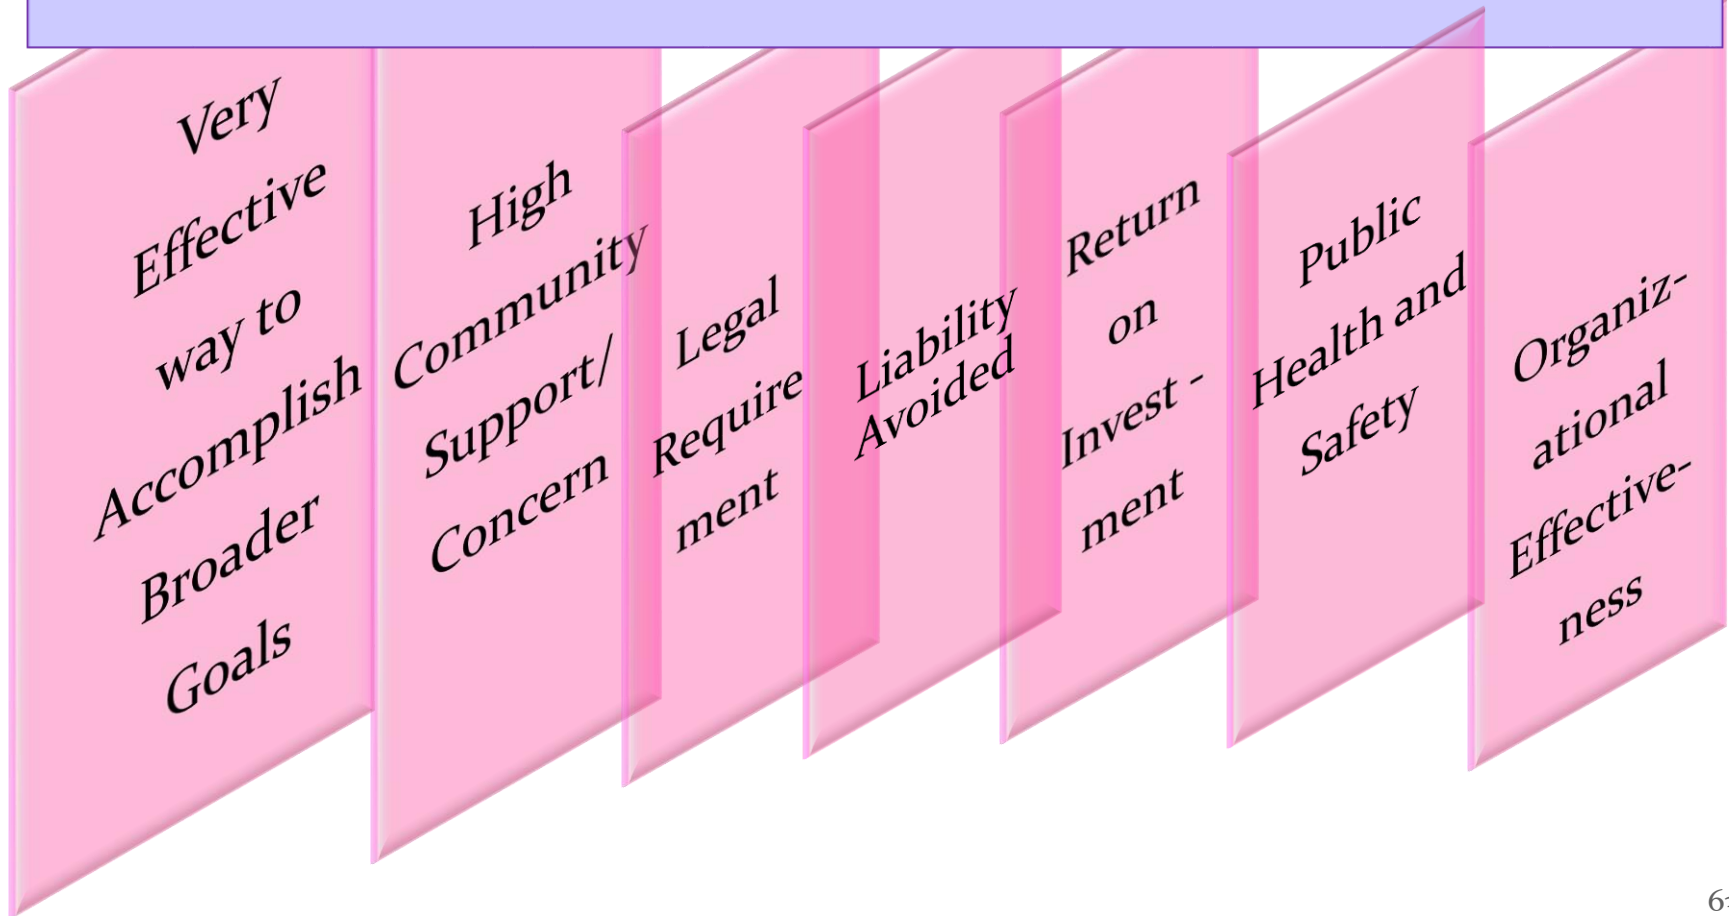 Very
Effective
way to
Accomplish
Broader
Goals
High
Community
Support/
Concern
Legal
Require
ment
Liability
Avoided
Return
on
Invest -
ment
Public
Health and
Safety
Organiz-
ational
Effective-
ness